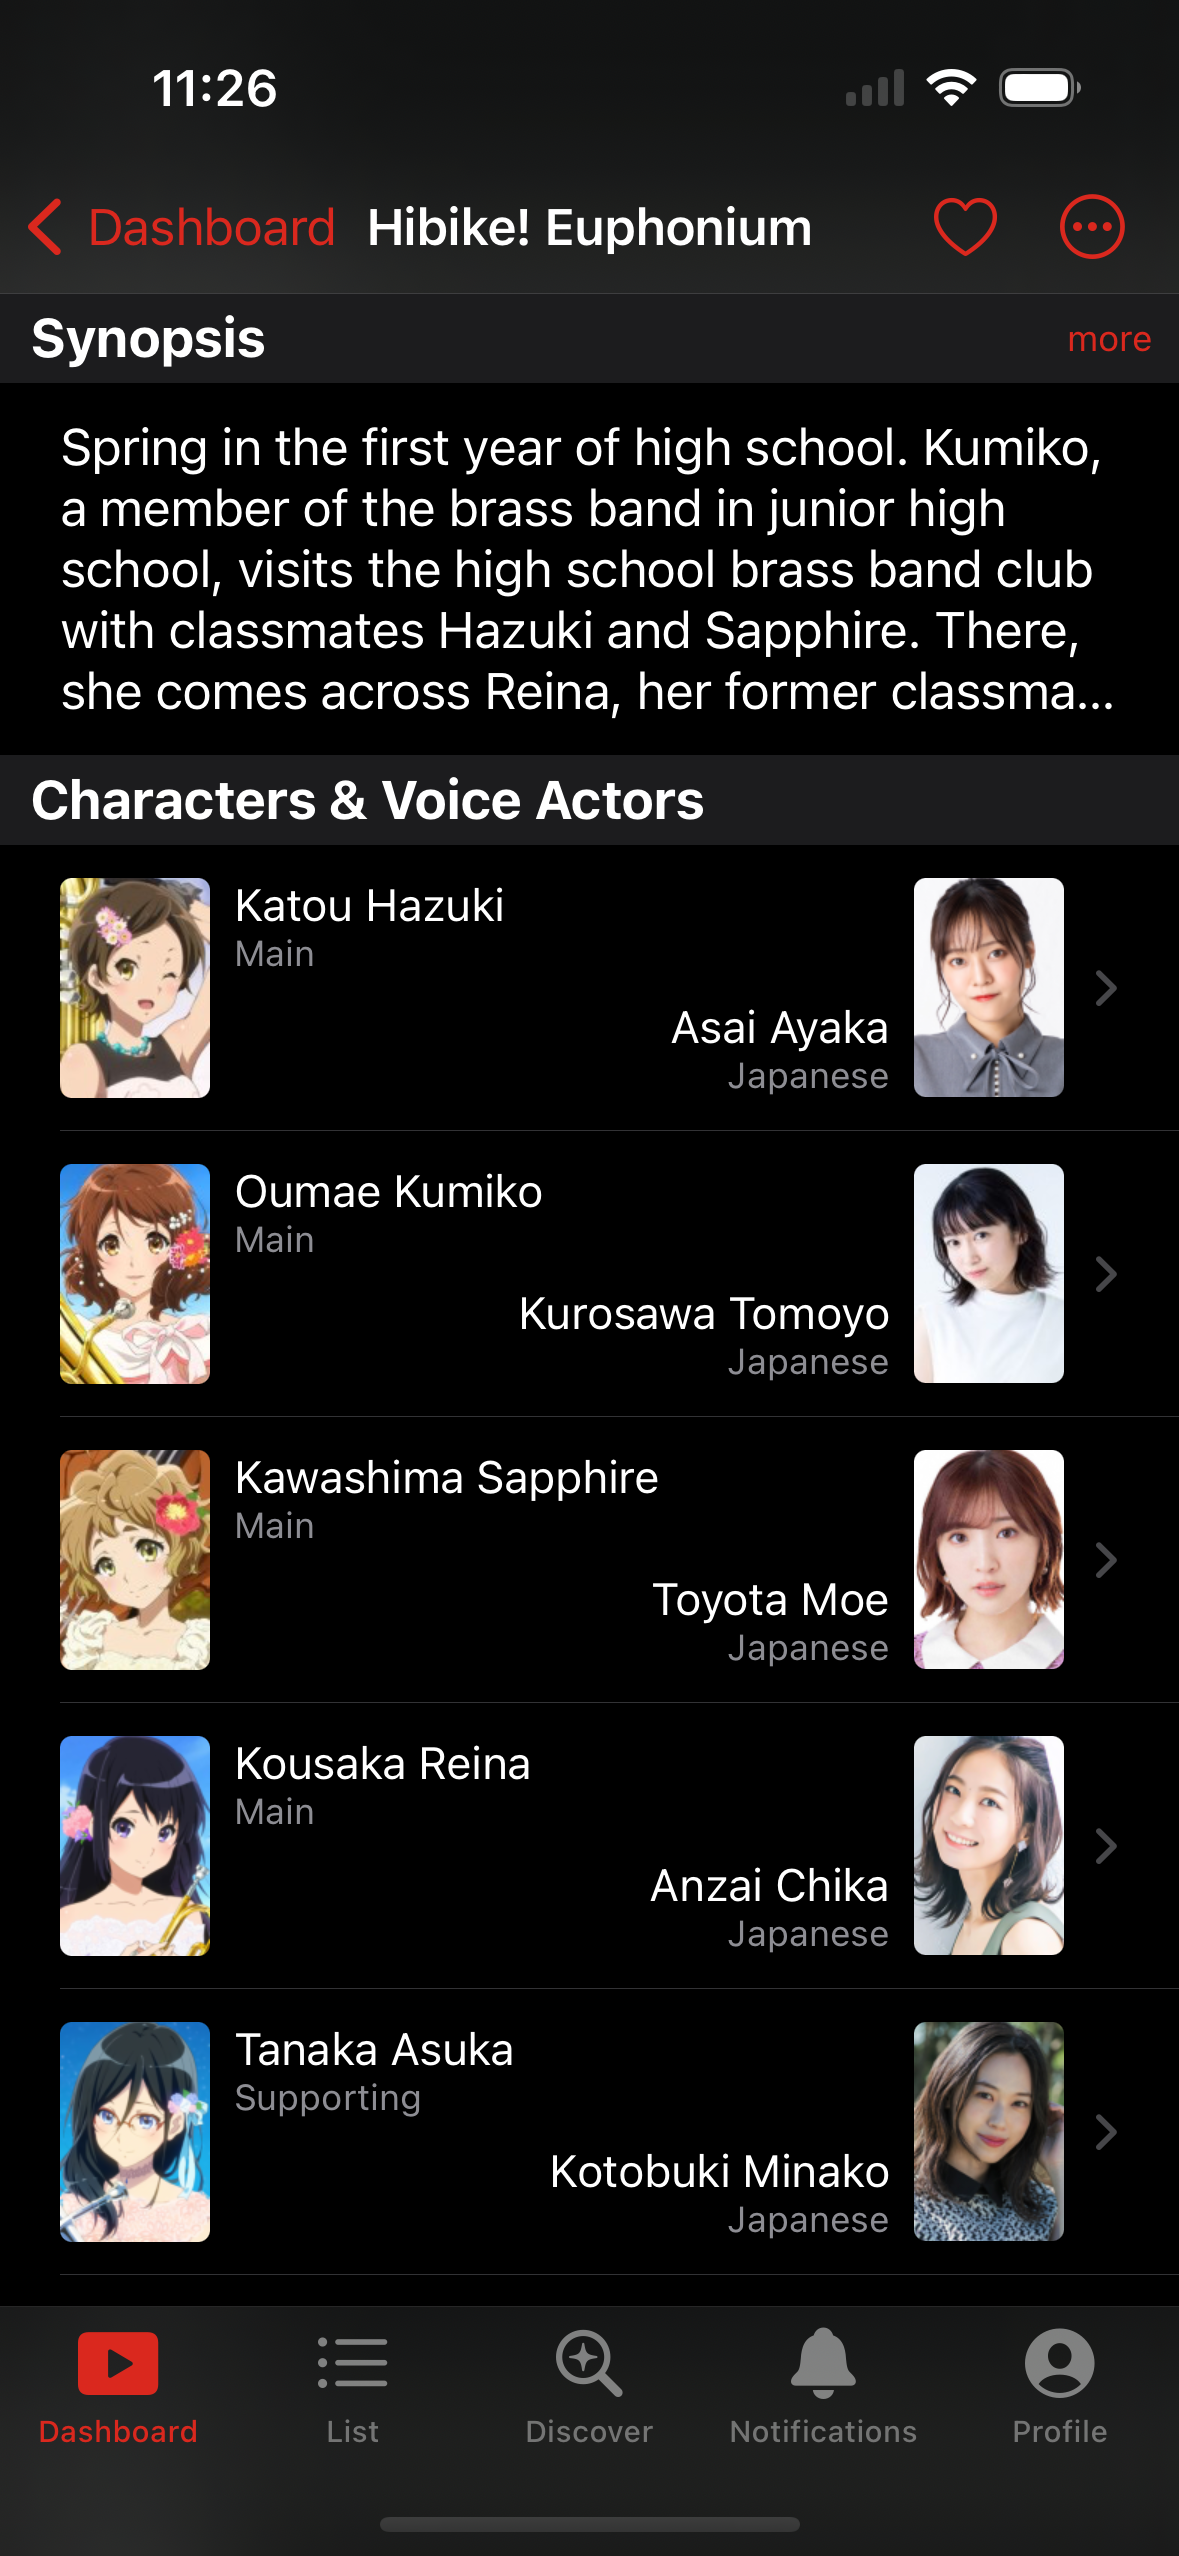 11:26
Dashboard
Hibike! Euphonium
Synopsis
more
Spring in the first year of high school. Kumiko,
a member of the brass band in junior high
school, visits the high school brass band club
with classmates Hazuki and Sapphire. There,
she comes across Reina, her former classma...
Characters & Voice Actors
Katou Hazuki
Main
Asai Ayaka
Japanese
Oumae Kumiko
Main
Kurosawa Tomoyo
Japanese
Kawashima Sapphire
Main
Toyota Moe
Japanese
Kousaka Reina
Main
Anzai Chika
Japanese
Tanaka Asuka
Supporting
Kotobuki Minako
Japanese
Dashboard
List
Discover
Notifications
Profile